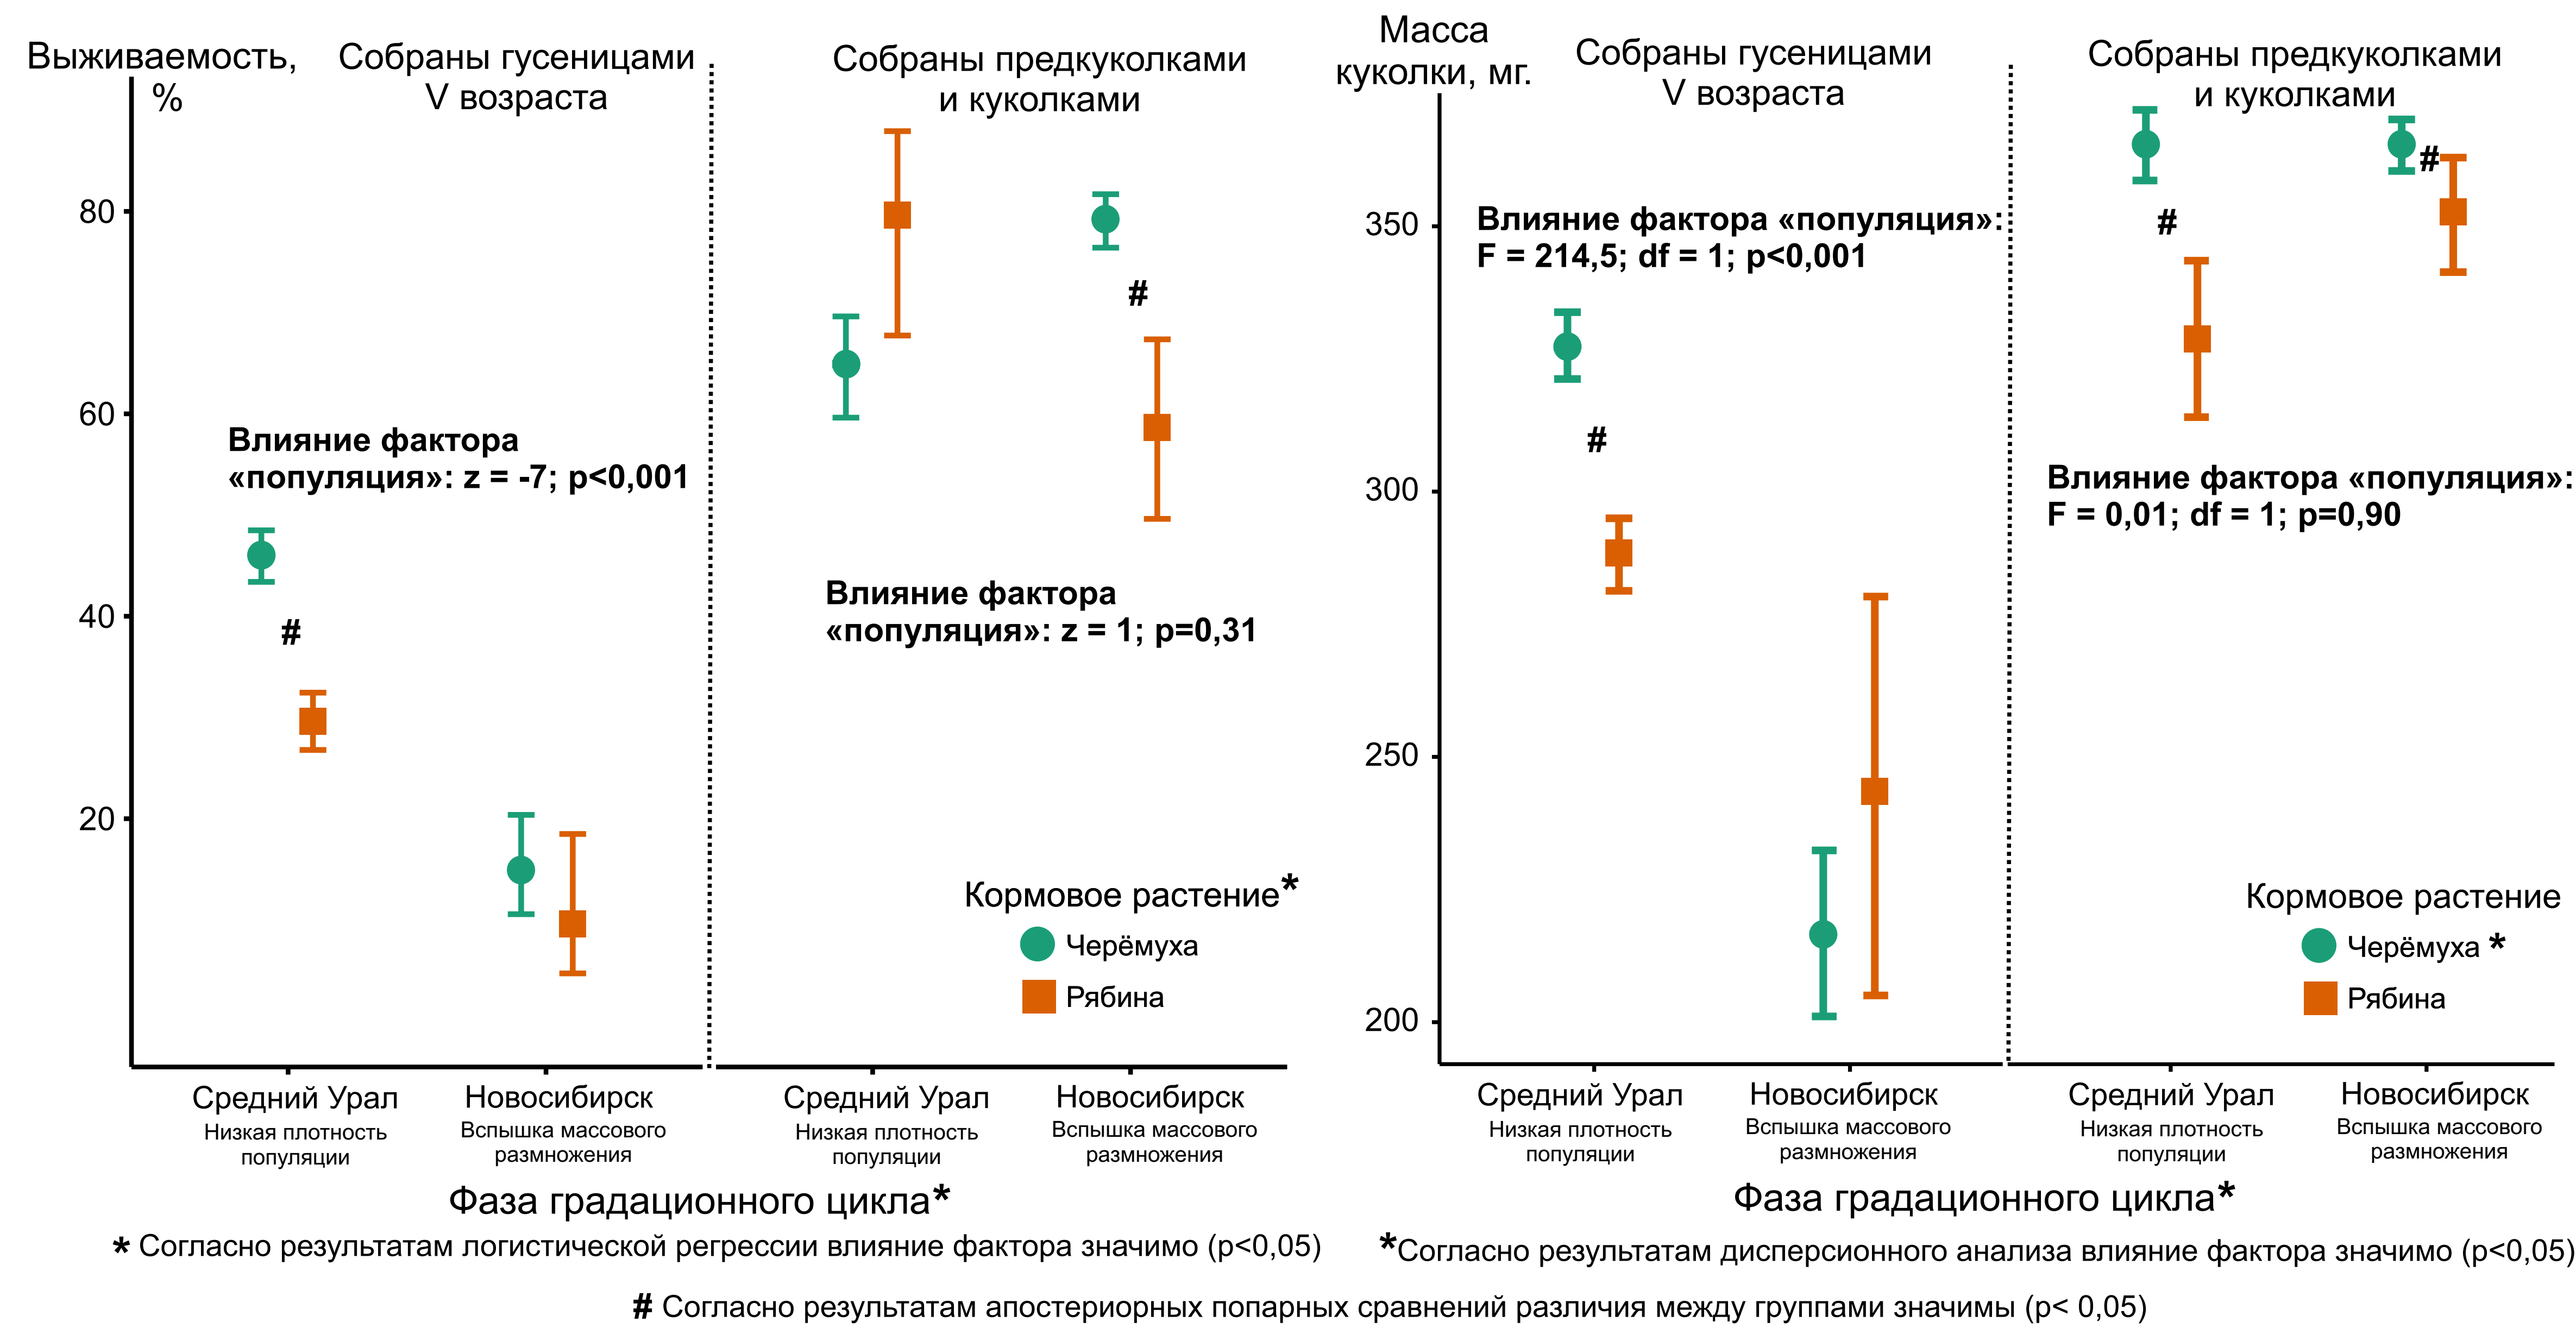 Выживаемость,
%
Собраны гусеницами
V возраста
Собраны предкуколками
и куколками
80
60
40
20
Влияние фактора
«популяция»: z = -7; p<0,001
#
#
Влияние фактора
«популяция»: z = 1; p=0,31
Кормовое растение*
Черёмуха
Рябина
Средний Урал
Низкая плотность
популяции
Новосибирск
Вспышка массового
размножения
Средний Урал
Низкая плотность
популяции
Новосибирск
Вспышка массового
размножения
Фаза градационного цикла*
* Согласно результатам логистической регрессии влияние фактора значимо (p<0,05)
Масса
куколки, мг.
Собраны гусеницами
V возраста
Собраны предкуколками
и куколками
350
300
250
200
Влияние фактора «популяция»:
F = 214,5; df = 1; p<0,001
#
#
#
Влияние фактора «популяция»:
F = 0,01; df = 1; p=0,90
Кормовое растение
Черёмуха *
Рябина
Средний Урал
Низкая плотность
популяции
Новосибирск
Вспышка массового
размножения
Средний Урал
Низкая плотность
популяции
Новосибирск
Вспышка массового
размножения
Фаза градационного цикла*
*Согласно результатам дисперсионного анализа влияние фактора значимо (p<0,05)
# Согласно результатам апостериорных попарных сравнений различия между группами значимы (p< 0,05)